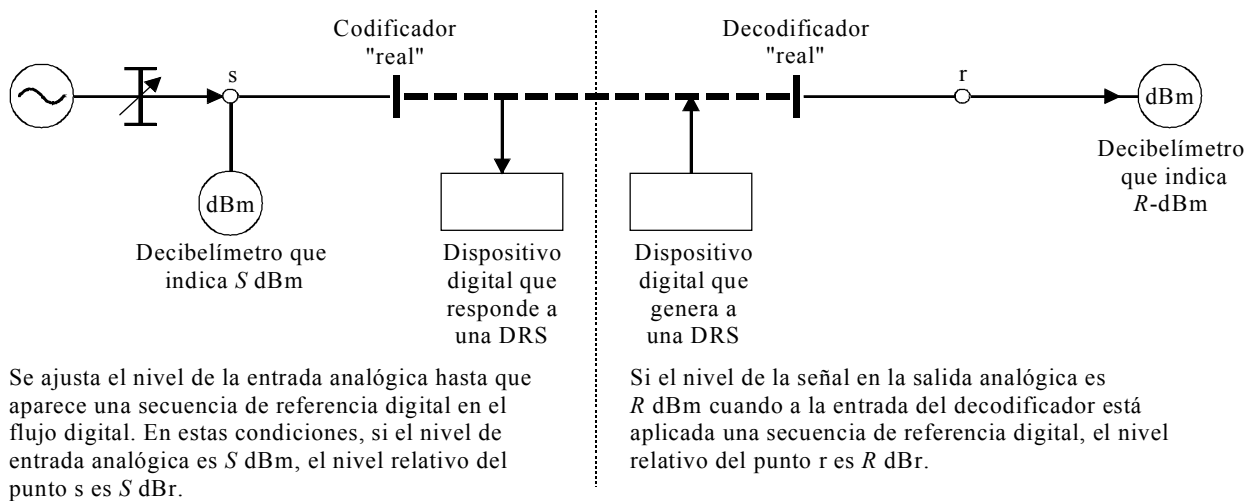 Codificador
"real"
Decodificador
"real"
s
r
dBm
dBm
Decibelímetro que
indica S dBm
Dispositivo
digital que
responde a
una DRS
Dispositivo
digital que
genera a
una DRS
Decibelímetro
que indica
R-dBm
Se ajusta el nivel de la entrada analógica hasta que
aparece una secuencia de referencia digital en el
flujo digital. En estas condiciones, si el nivel de
entrada analógica es S dBm, el nivel relativo del
punto s es S dBr.
Si el nivel de la señal en la salida analógica es
R dBm cuando a la entrada del decodificador está
aplicada una secuencia de referencia digital, el nivel
relativo del punto r es R dBr.